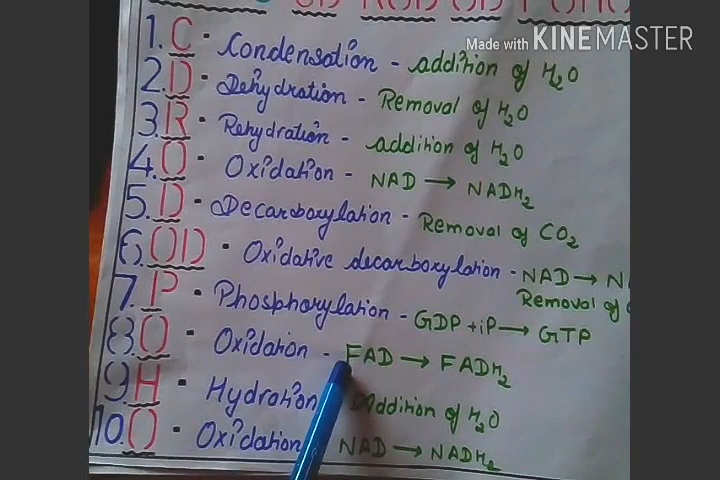 Made with KINEMASTER
1. C - Condensation - addition of H₂O
2. D - Dehydration - Removal of H₂O
3. R - Rehydration - addition of H₂O
4. O - Oxidation - NAD → NADH₂
5. D - Decarboxylation - Removal of CO₂
6. OD - Oxidative decarboxylation - NAD → N
Removal of
7. P - Phosphorylation - GDP + iP → GTP
8. O - Oxidation - FAD → FADH₂
9. H - Hydration Addition of H₂O
10. O - Oxidation NAD → NADH₂